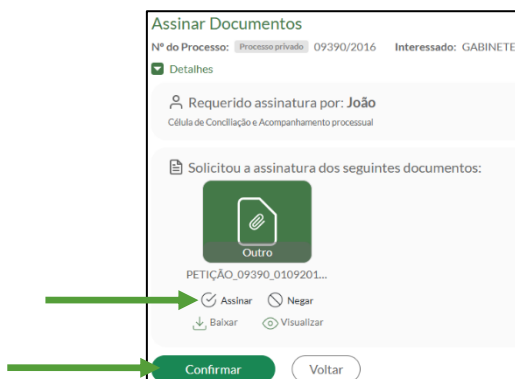 Assinar Documentos
Nº do Processo: Processo privado 09390/2016 Interessado: GABINETE
Detalhes
Requerido assinatura por: João
Célula de Conciliação e Acompanhamento processual
Solicitou a assinatura dos seguintes documentos:
Outro
PETIÇÃO_09390_0109201...
Assinar Negar
Baixar Visualizar
Confirmar Voltar